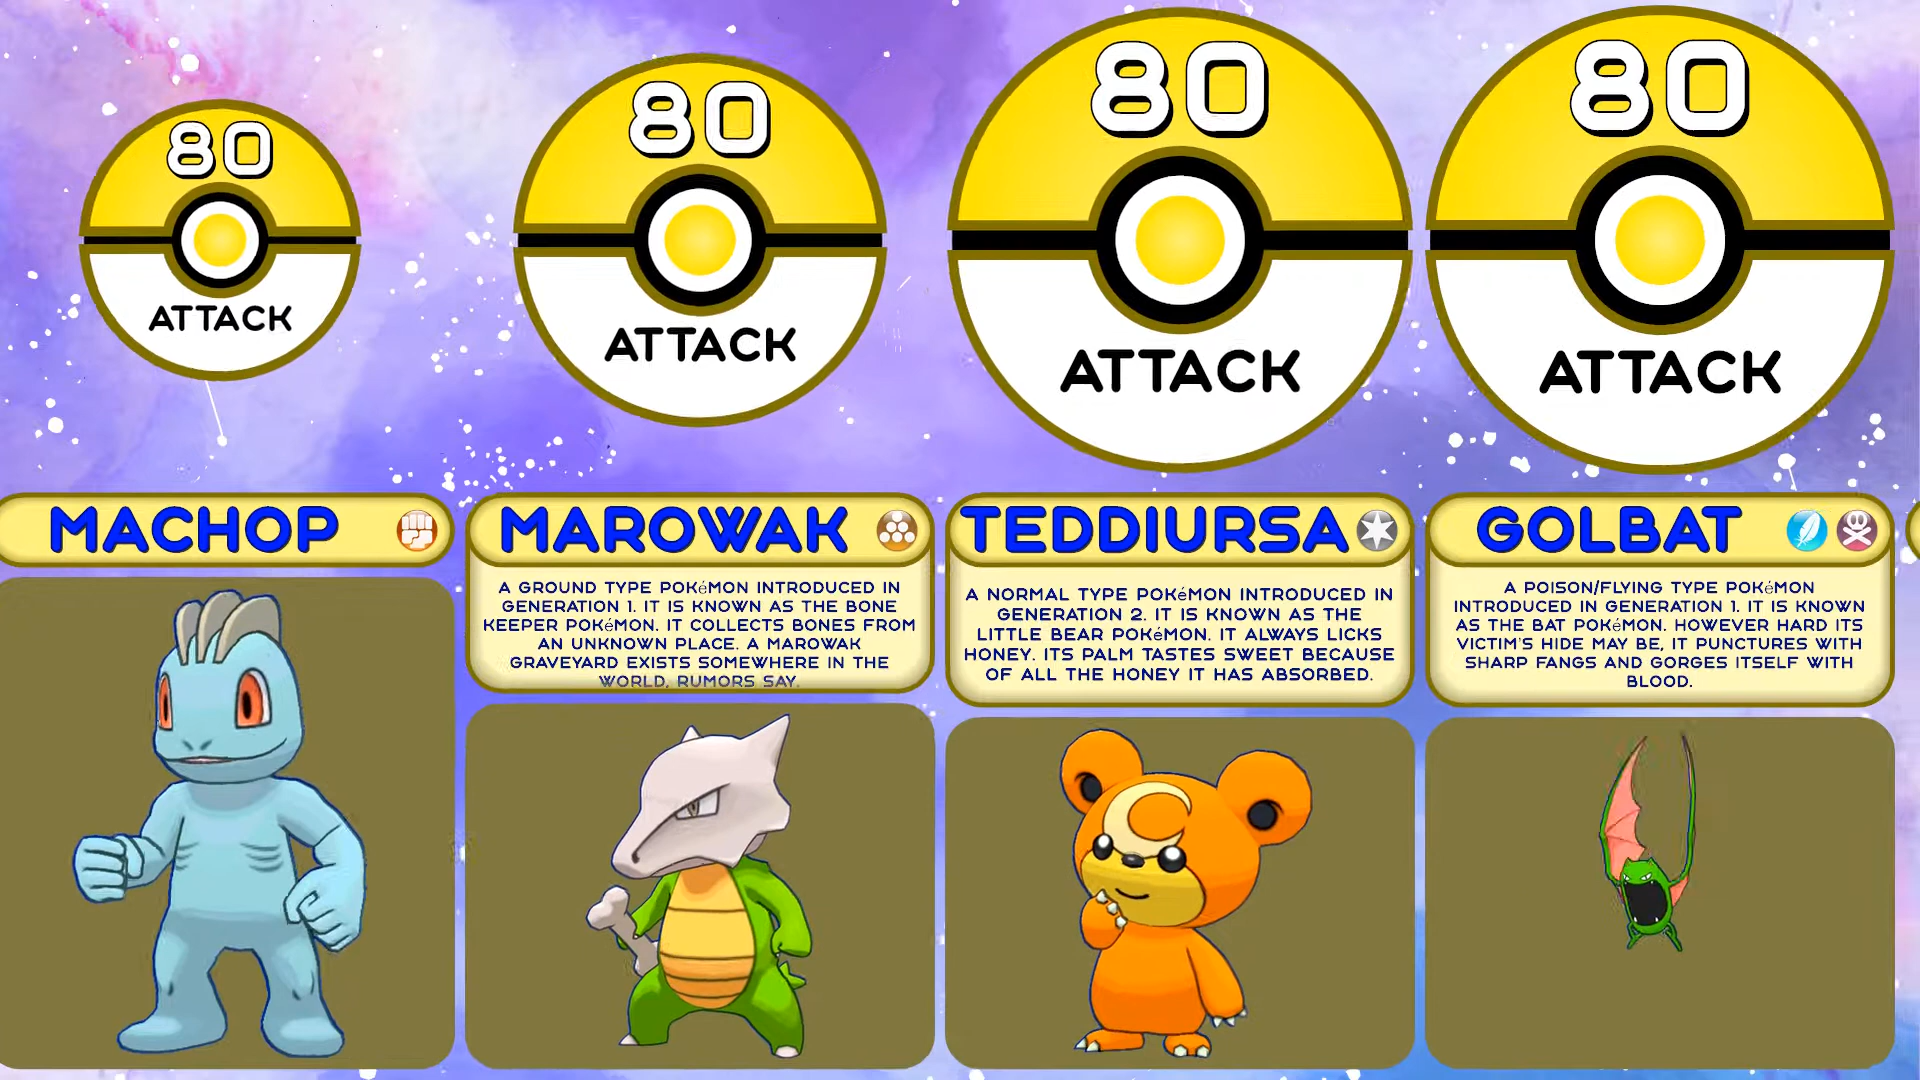 80
ATTACK
80
ATTACK
80
ATTACK
80
ATTACK
MACHOP
MAROWAK
A GROUND TYPE POKéMON INTRODUCED IN
GENERATION 1. IT IS KNOWN AS THE BONE
KEEPER POKéMON. IT COLLECTS BONES FROM
AN UNKNOWN PLACE. A MAROWAK
GRAVEYARD EXISTS SOMEWHERE IN THE
WORLD, RUMORS SAY.
TEDDIURSA
A NORMAL TYPE POKéMON INTRODUCED IN
GENERATION 2. IT IS KNOWN AS THE
LITTLE BEAR POKéMON. IT ALWAYS LICKS
HONEY. ITS PALM TASTES SWEET BECAUSE
OF ALL THE HONEY IT HAS ABSORBED.
GOLBAT
A POISON/FLYING TYPE POKéMON
INTRODUCED IN GENERATION 1. IT IS KNOWN
AS THE BAT POKéMON. HOWEVER HARD ITS
VICTIM'S HIDE MAY BE, IT PUNCTURES WITH
SHARP FANGS AND GORGES ITSELF WITH
BLOOD.